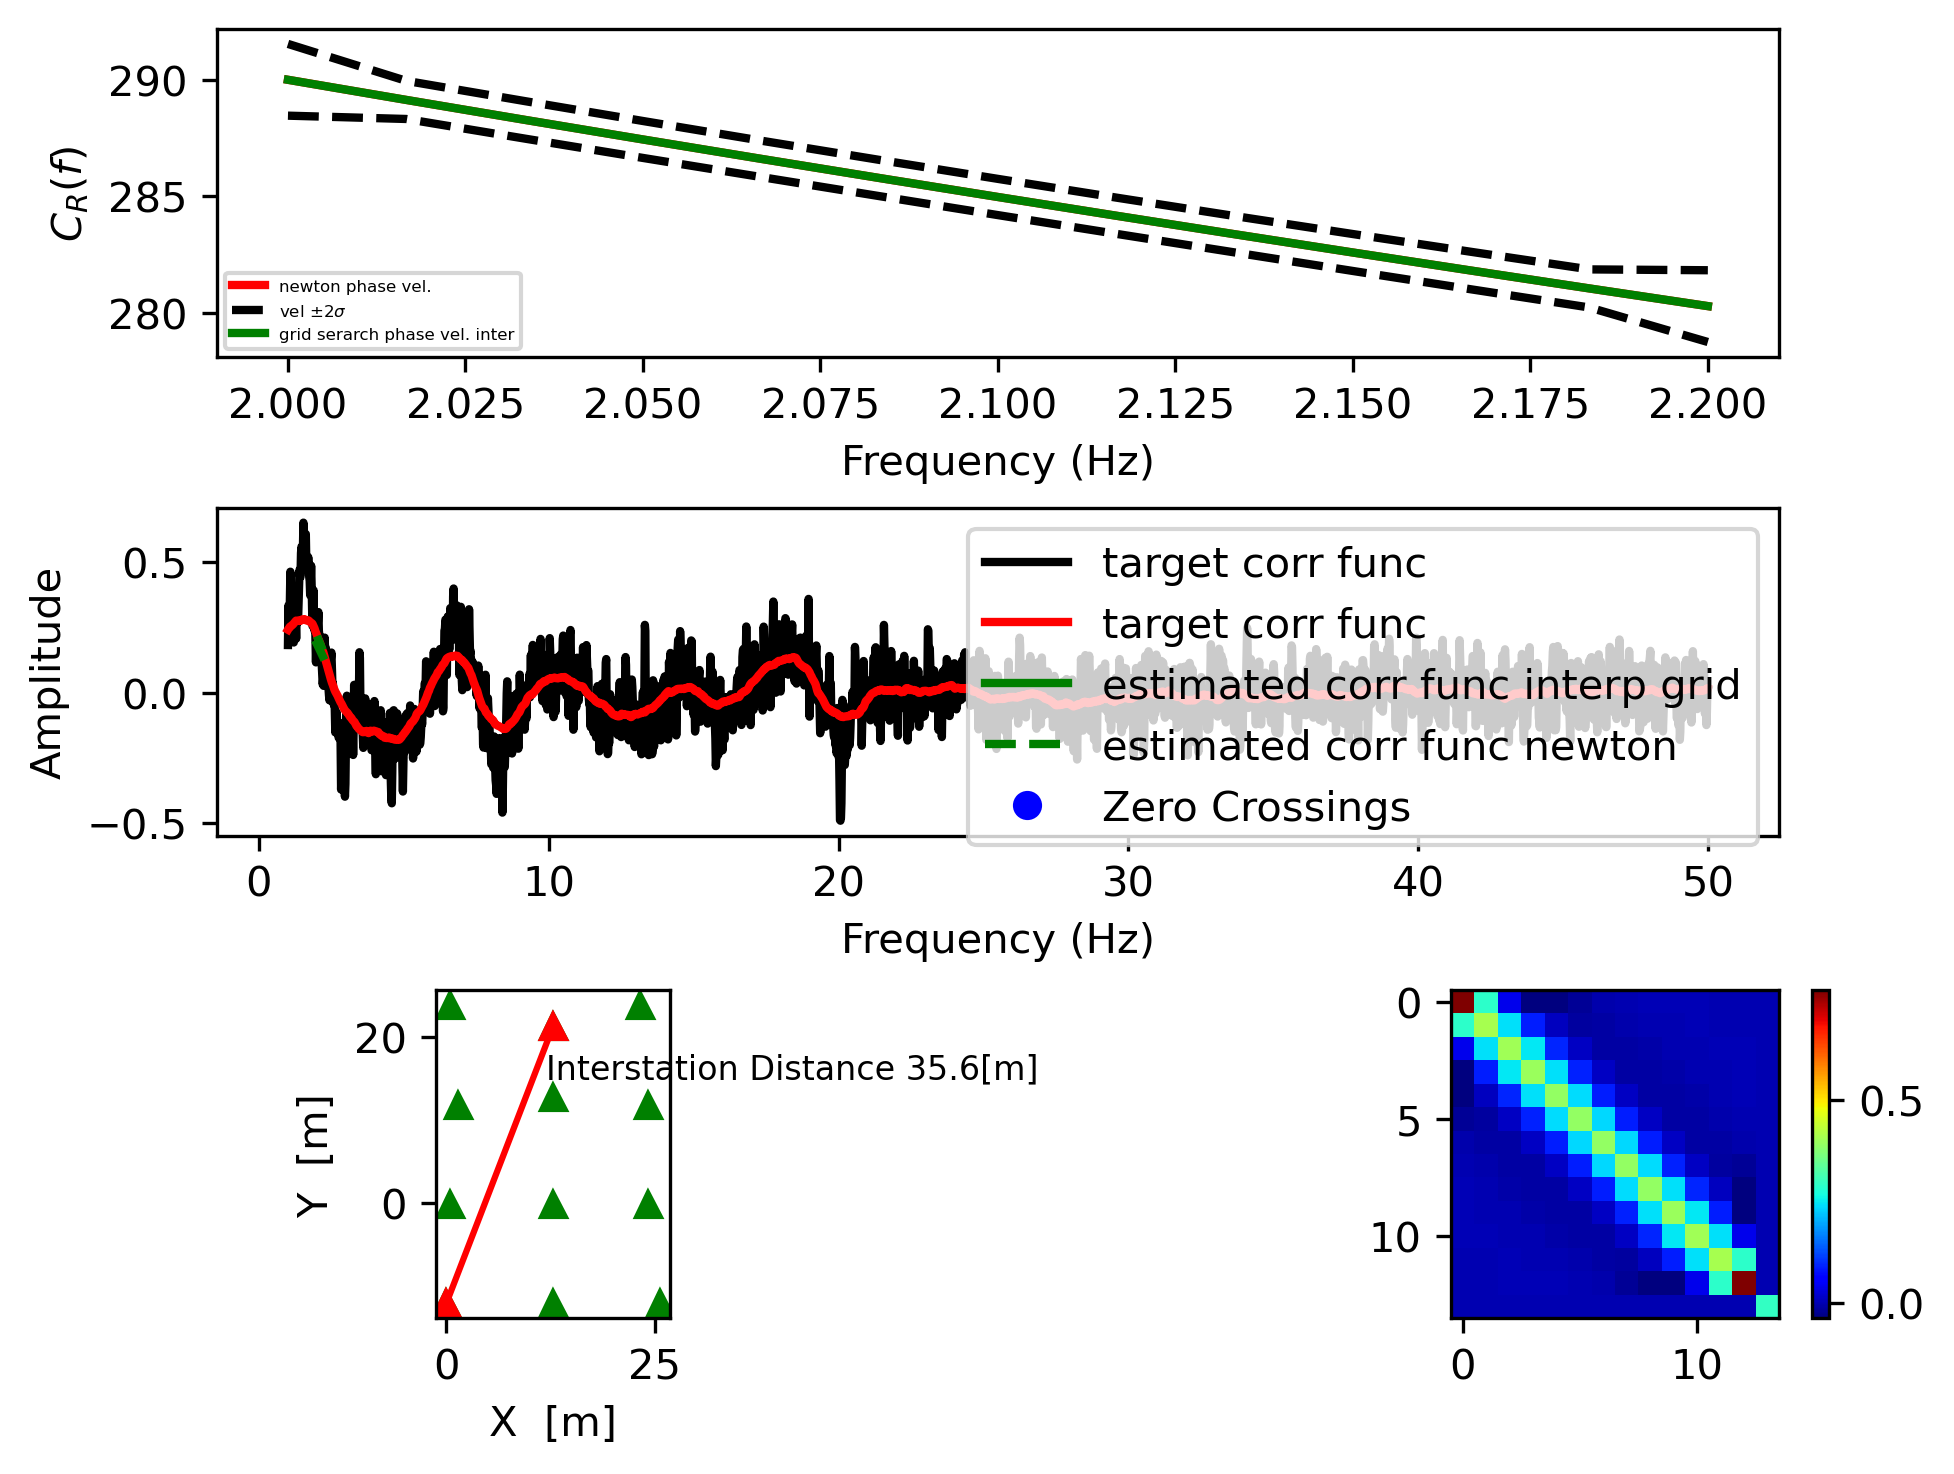 290
285
280
C_R(f)
newton phase vel.
vel ±2σ
grid serarch phase vel. inter
2.000 2.025 2.050 2.075 2.100 2.125 2.150 2.175 2.200
Frequency (Hz)
0.5
0.0
−0.5
Amplitude
target corr func
target corr func
estimated corr func interp grid
estimated corr func newton
Zero Crossings
0 10 20 30 40 50
Frequency (Hz)
20
0
Y [m]
Interstation Distance 35.6[m]
0 25
X [m]
0
5
10
0 10
0.5
0.0